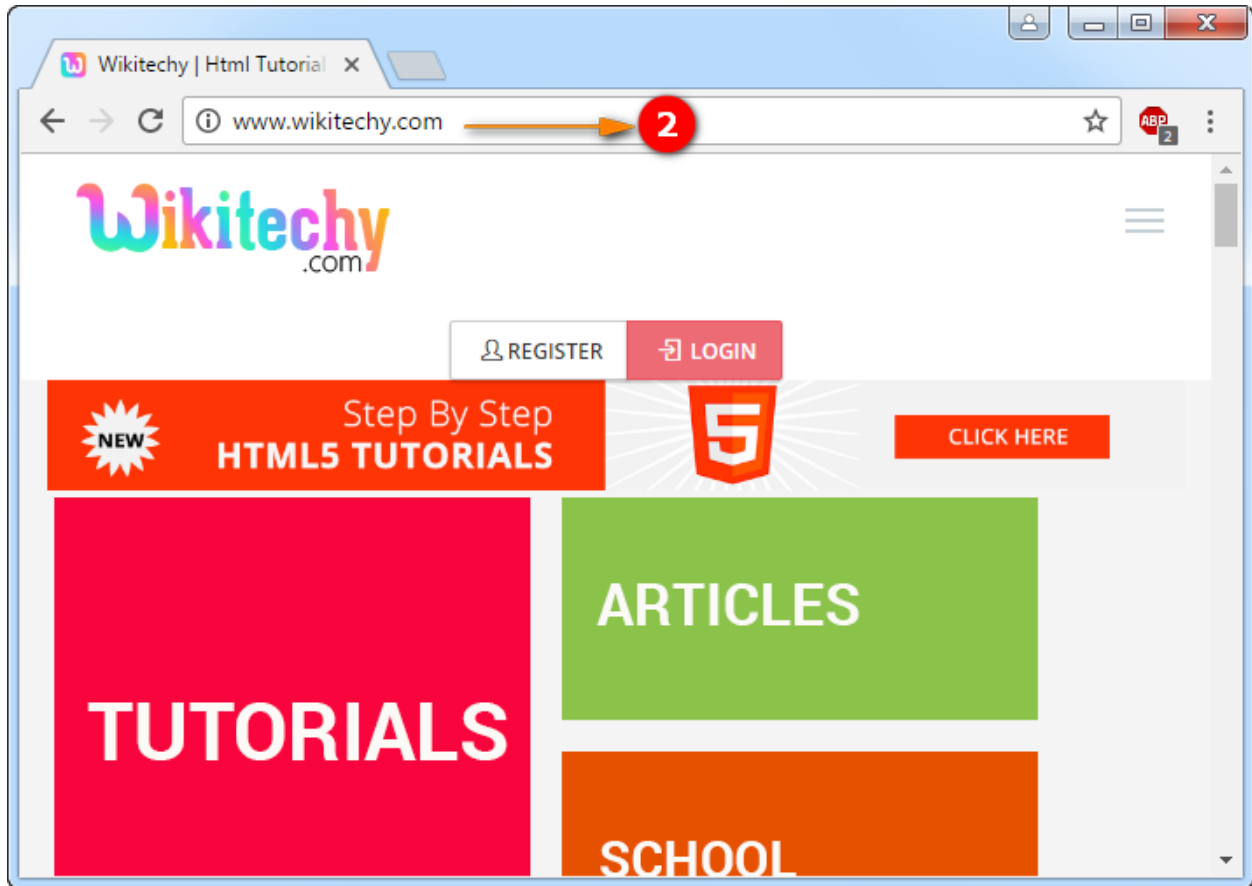 Wikitechy | Html Tutorial
www.wikitechy.com
2
ABP
2
Wikitechy
.com
REGISTER
LOGIN
NEW
Step By Step
HTML5 TUTORIALS
5
CLICK HERE
TUTORIALS
ARTICLES
SCHOOL